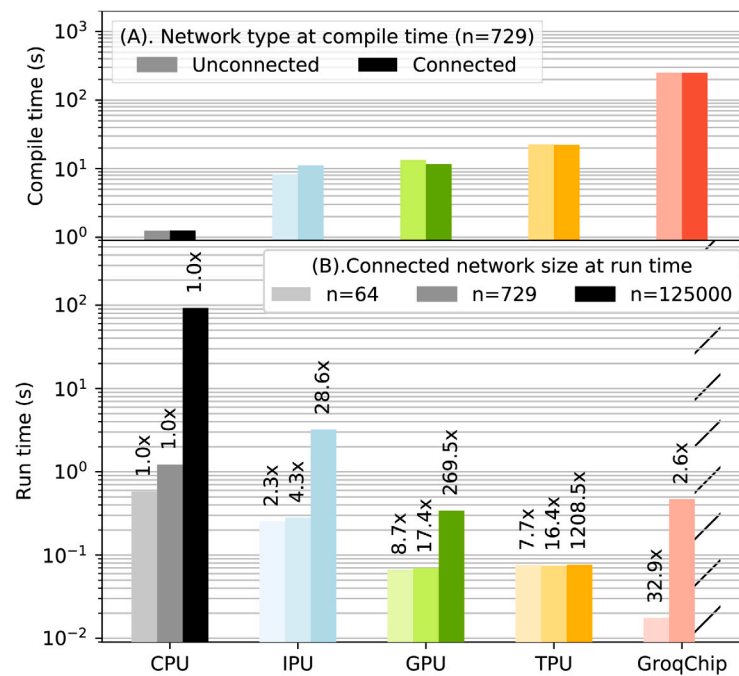 (A). Network type at compile time (n=729)
Unconnected Connected
Compile time (s)
10³
10²
10¹
10⁰
(B).Connected network size at run time
n=64 n=729 n=125000
Run time (s)
10²
10¹
10⁰
10⁻¹
10⁻²
1.0x
1.0x
1.0x
2.3x
4.3x
28.6x
8.7x
17.4x
269.5x
7.7x
16.4x
1208.5x
32.9x
2.6x
CPU IPU GPU TPU GroqChip